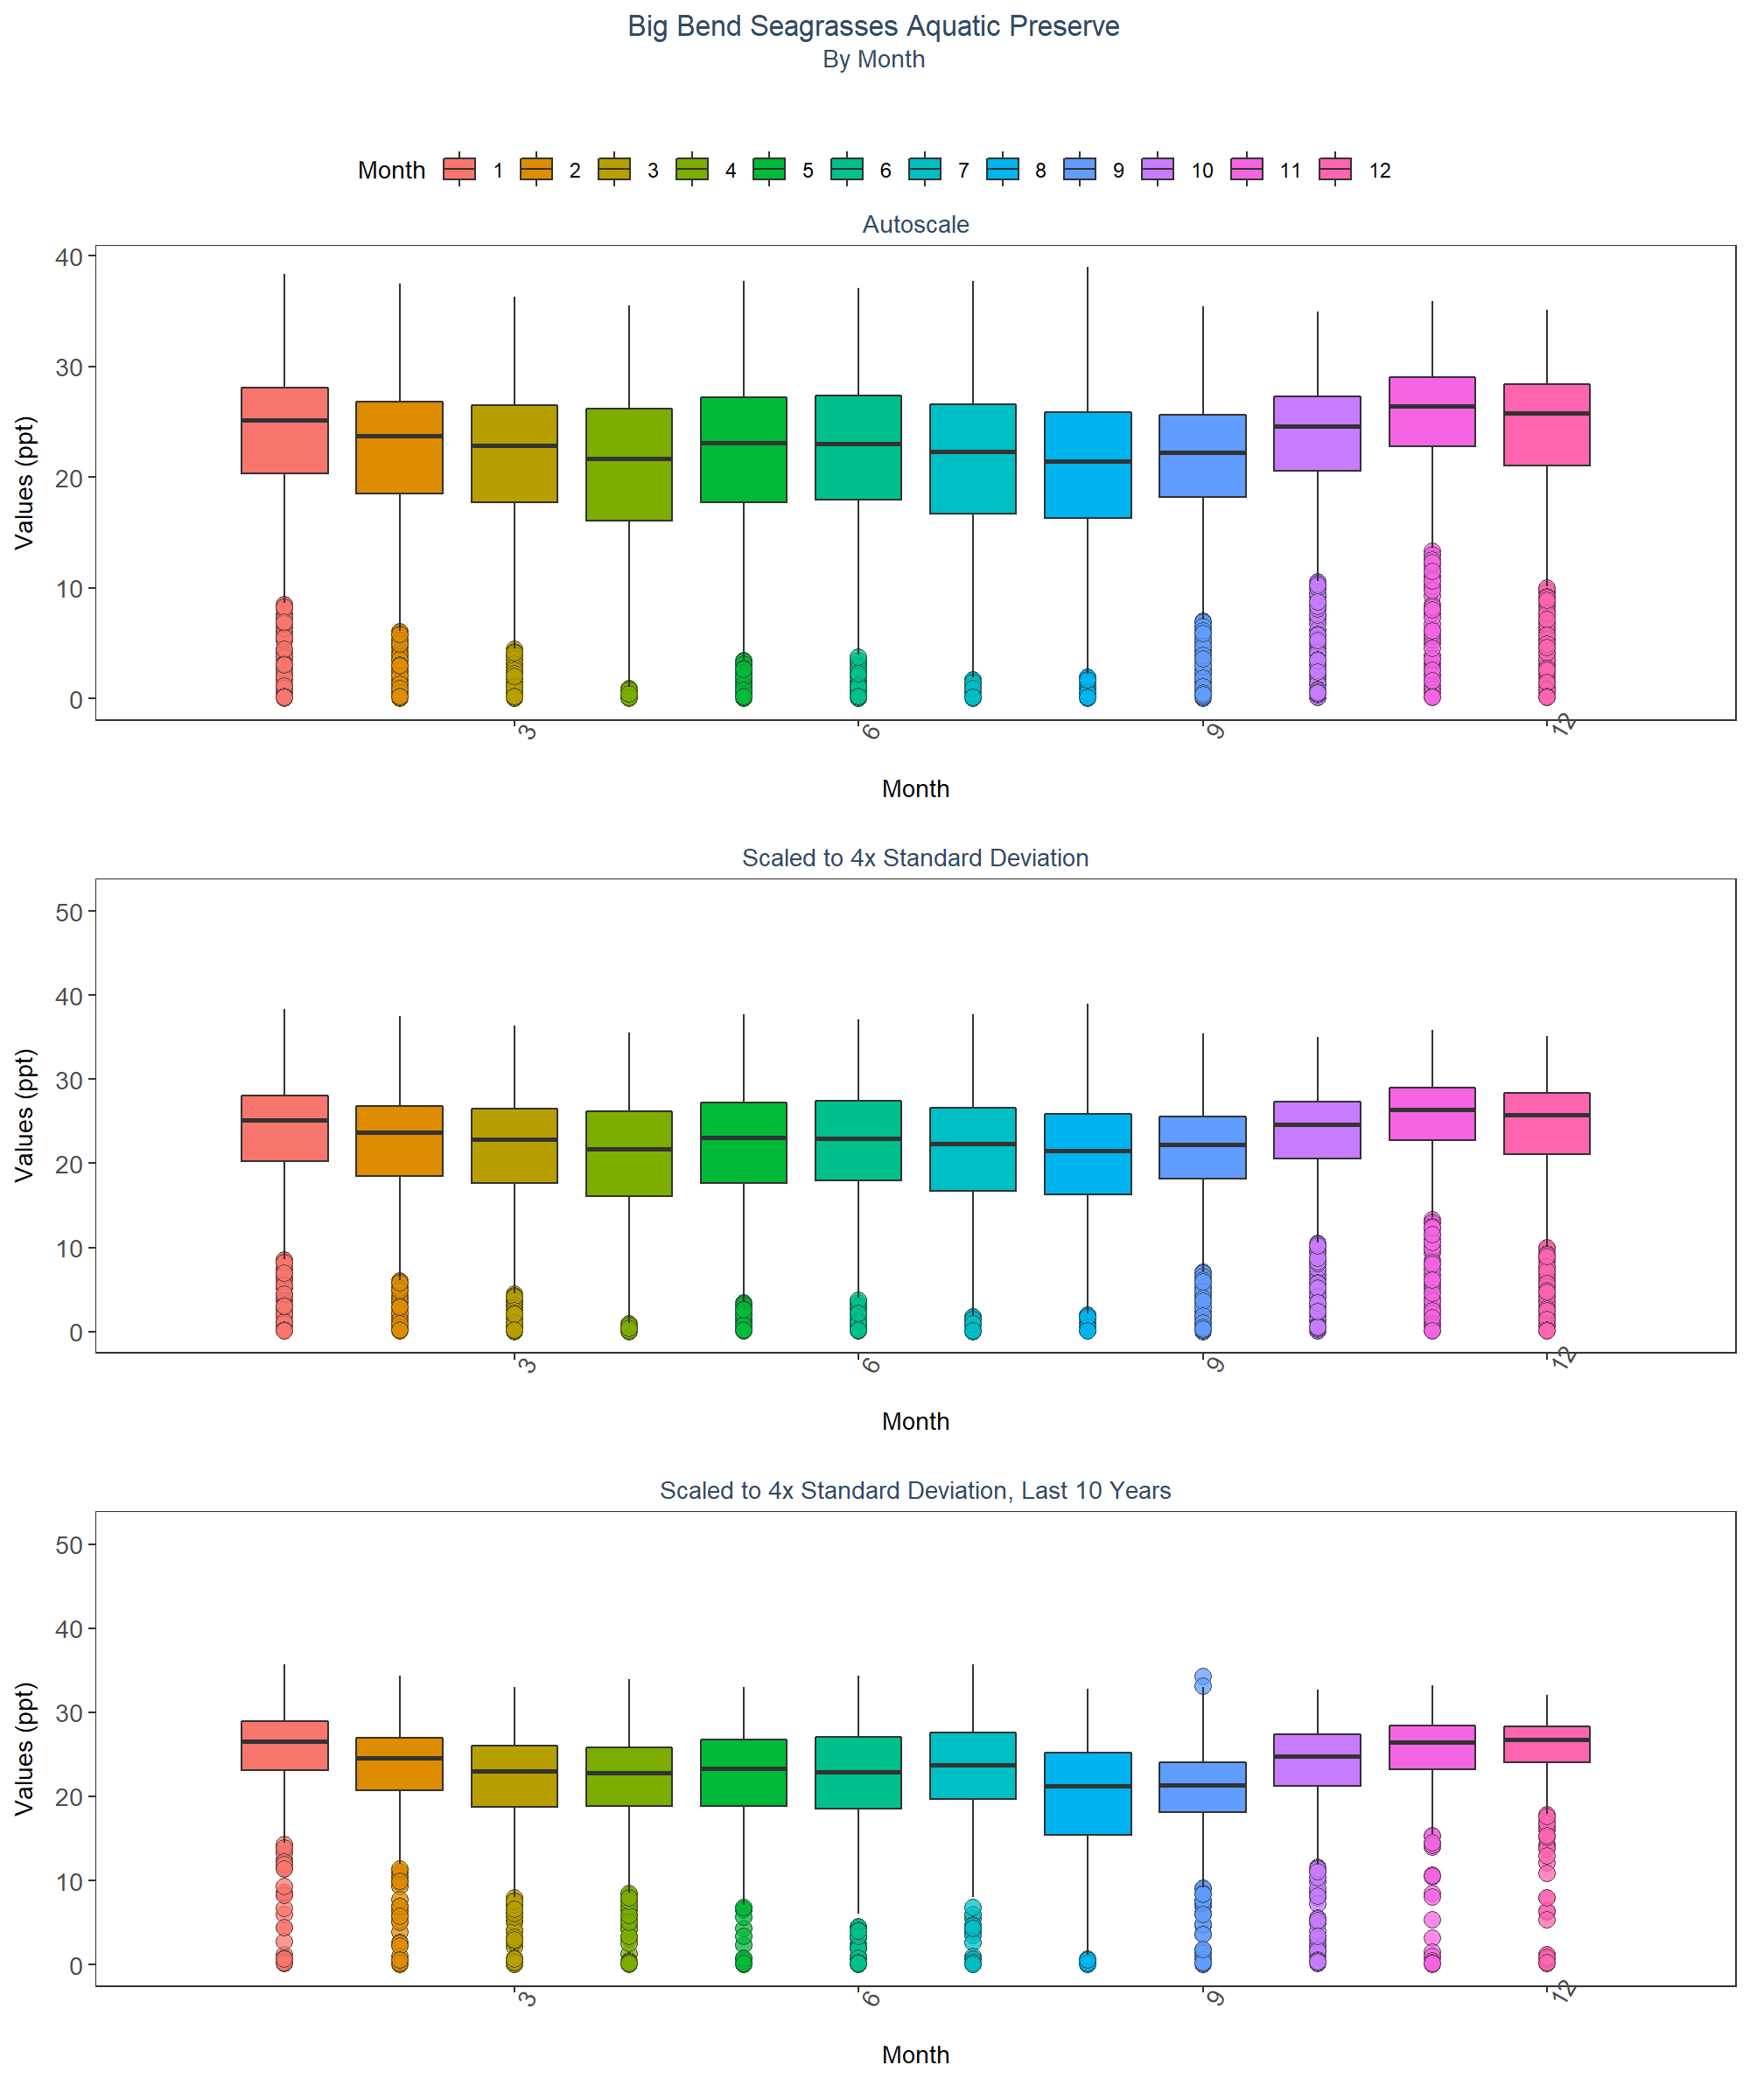 Big Bend Seagrasses Aquatic Preserve
By Month
Month 1 2 3 4 5 6 7 8 9 10 11 12
Autoscale
Values (ppt)
40
30
20
10
0
3 6 9 12
Month
Scaled to 4x Standard Deviation
Values (ppt)
50
40
30
20
10
0
3 6 9 12
Month
Scaled to 4x Standard Deviation, Last 10 Years
Values (ppt)
50
40
30
20
10
0
3 6 9 12
Month